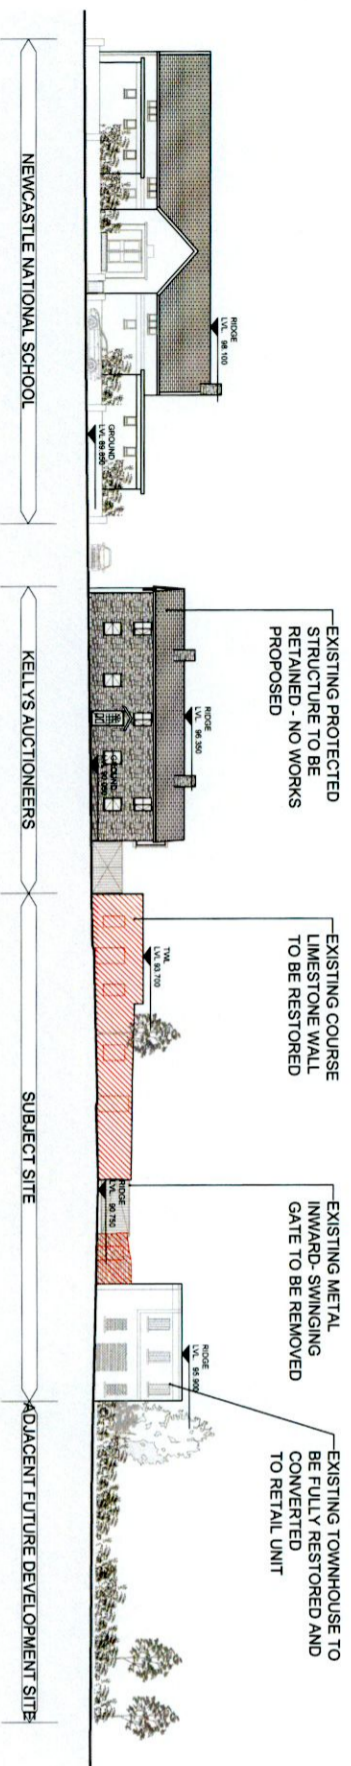 EXISTING PROTECTED
STRUCTURE TO BE
RETAINED - NO WORKS
PROPOSED
EXISTING COURSE
LIMESTONE WALL
TO BE RESTORED
EXISTING METAL
INWARD- SWINGING
GATE TO BE REMOVED
EXISTING TOWNHOUSE TO
BE FULLY RESTORED AND
CONVERTED
TO RETAIL UNIT
RIDGE
LVL 98.100
GROUND
LVL 89.850
RIDGE
LVL 96.350
GROUND
RIDGE
LVL 90.750
TWL
LVL 93.700
RIDGE
LVL 95.900
NEWCASTLE NATIONAL SCHOOL
KELLYS AUCTIONEERS
SUBJECT SITE
ADJACENT FUTURE DEVELOPMENT SITE